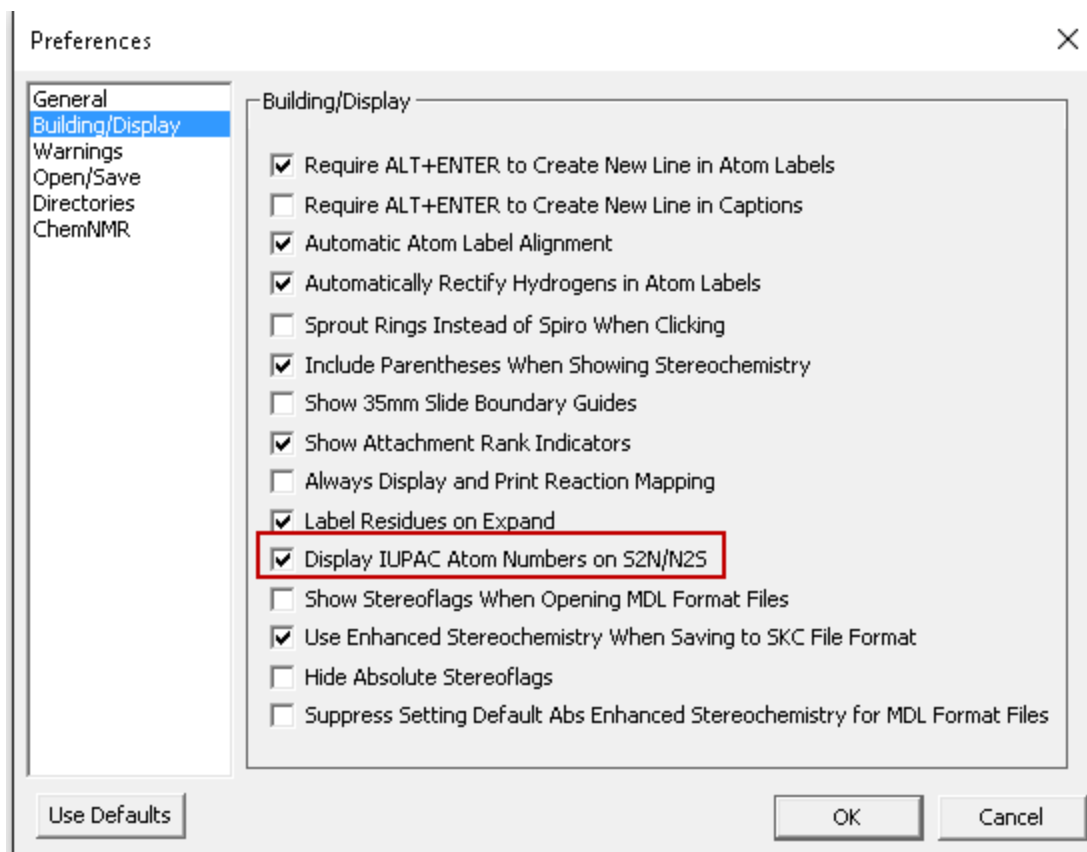 Preferences
General
Building/Display
Warnings
Open/Save
Directories
ChemNMR
Building/Display
Require ALT+ENTER to Create New Line in Atom Labels
Require ALT+ENTER to Create New Line in Captions
Automatic Atom Label Alignment
Automatically Rectify Hydrogens in Atom Labels
Sprout Rings Instead of Spiro When Clicking
Include Parentheses When Showing Stereochemistry
Show 35mm Slide Boundary Guides
Show Attachment Rank Indicators
Always Display and Print Reaction Mapping
Label Residues on Expand
Display IUPAC Atom Numbers on S2N/N2S
Show Stereoflags When Opening MDL Format Files
Use Enhanced Stereochemistry When Saving to SKC File Format
Hide Absolute Stereoflags
Suppress Setting Default Abs Enhanced Stereochemistry for MDL Format Files
Use Defaults
OK
Cancel